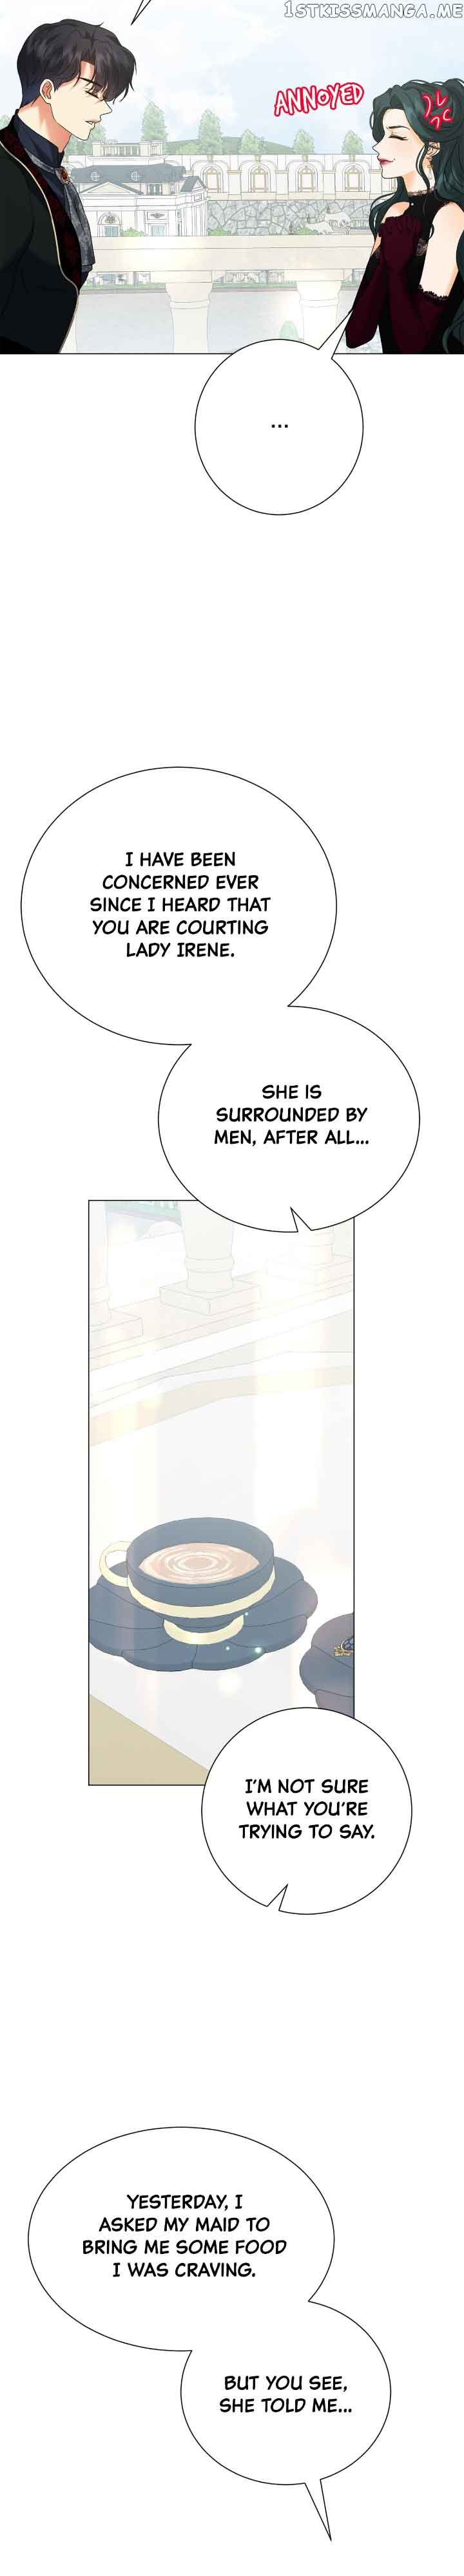 1STKISSMANGA.ME
ANNOYED
...
I HAVE BEEN
CONCERNED EVER
SINCE I HEARD THAT
YOU ARE COURTING
LADY IRENE.
SHE IS
SURROUNDED BY
MEN, AFTER ALL...
I'M NOT SURE
WHAT YOU'RE
TRYING TO SAY.
YESTERDAY, I
ASKED MY MAID TO
BRING ME SOME FOOD
I WAS CRAVING.
BUT YOU SEE,
SHE TOLD ME...